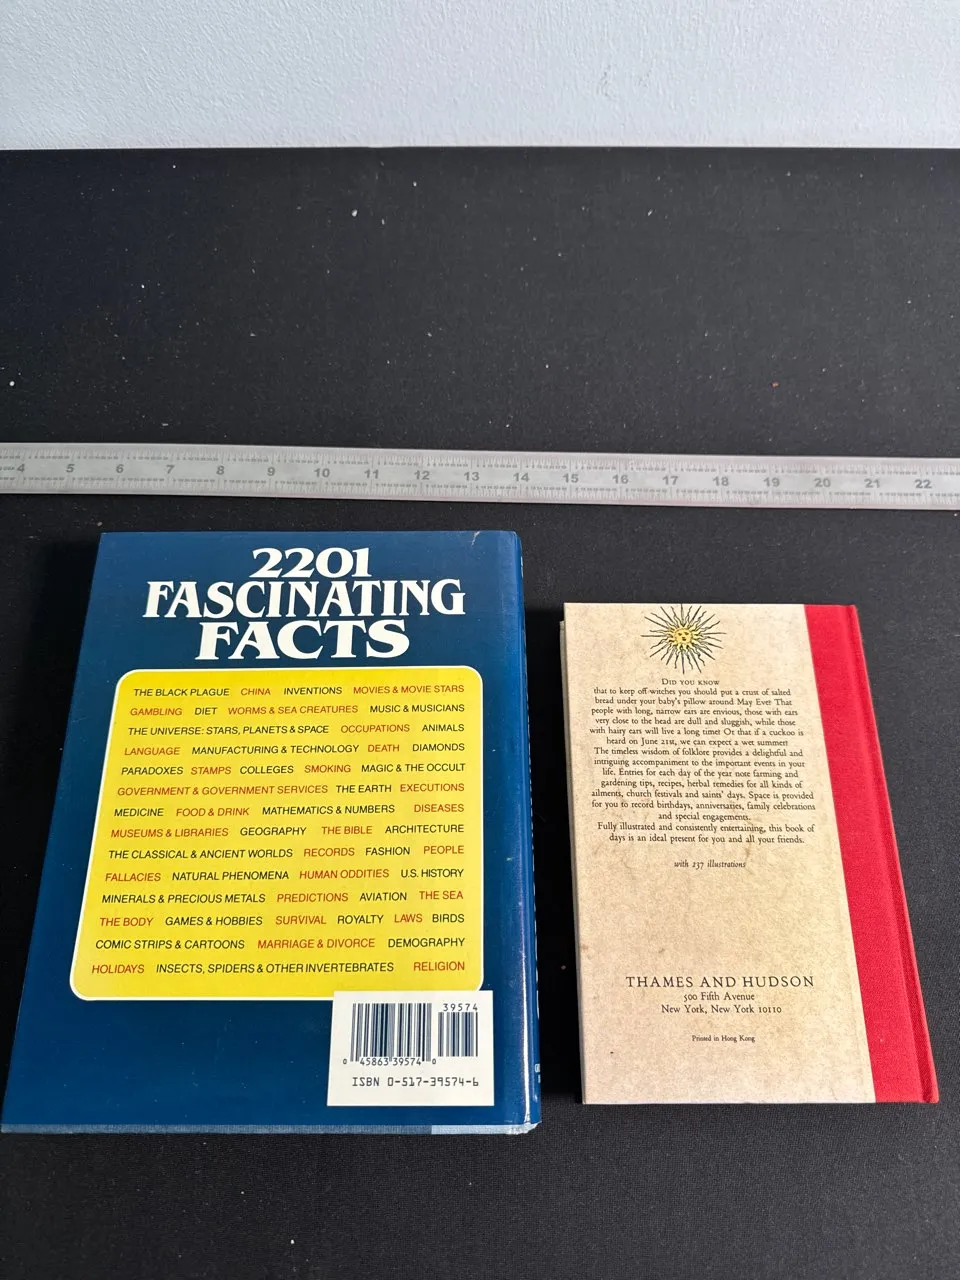 4 5 6 7 8 9 10 11 12 13 14 15 16 17 18 19 20 21 22
2201
FASCINATING
FACTS
THE BLACK PLAGUE CHINA INVENTIONS MOVIES & MOVIE STARS
GAMBLING DIET WORMS & SEA CREATURES MUSIC & MUSICIANS
THE UNIVERSE: STARS, PLANETS & SPACE OCCUPATIONS ANIMALS
LANGUAGE MANUFACTURING & TECHNOLOGY DEATH DIAMONDS
PARADOXES STAMPS COLLEGES SMOKING MAGIC & THE OCCULT
GOVERNMENT & GOVERNMENT SERVICES THE EARTH EXECUTIONS
MEDICINE FOOD & DRINK MATHEMATICS & NUMBERS DISEASES
MUSEUMS & LIBRARIES GEOGRAPHY THE BIBLE ARCHITECTURE
THE CLASSICAL & ANCIENT WORLDS RECORDS FASHION PEOPLE
FALLACIES NATURAL PHENOMENA HUMAN ODDITIES U.S. HISTORY
MINERALS & PRECIOUS METALS PREDICTIONS AVIATION THE SEA
THE BODY GAMES & HOBBIES SURVIVAL ROYALTY LAWS BIRDS
COMIC STRIPS & CARTOONS MARRIAGE & DIVORCE DEMOGRAPHY
HOLIDAYS INSECTS, SPIDERS & OTHER INVERTEBRATES RELIGION
39574
0 45863 39574 0
ISBN 0-517-39574-6
DID YOU KNOW
that to keep off witches you should put a crust of salted
bread under your baby's pillow around May Eve? That
people with long, narrow ears are envious, those with ears
very close to the head are dull and sluggish, while those
with hairy ears will live a long time? Or that if a cuckoo is
heard on June 21st, we can expect a wet summer?
The timeless wisdom of folklore provides a delightful and
intriguing accompaniment to the important events in your
life. Entries for each day of the year note farming and
gardening tips, recipes, herbal remedies for all kinds of
ailments, church festivals and saints' days. Space is provided
for you to record birthdays, anniversaries, family celebrations
and special engagements.
Fully illustrated and consistently entertaining, this book of
days is an ideal present for you and all your friends.
with 237 illustrations
THAMES AND HUDSON
500 Fifth Avenue
New York, New York 10110
Printed in Hong Kong